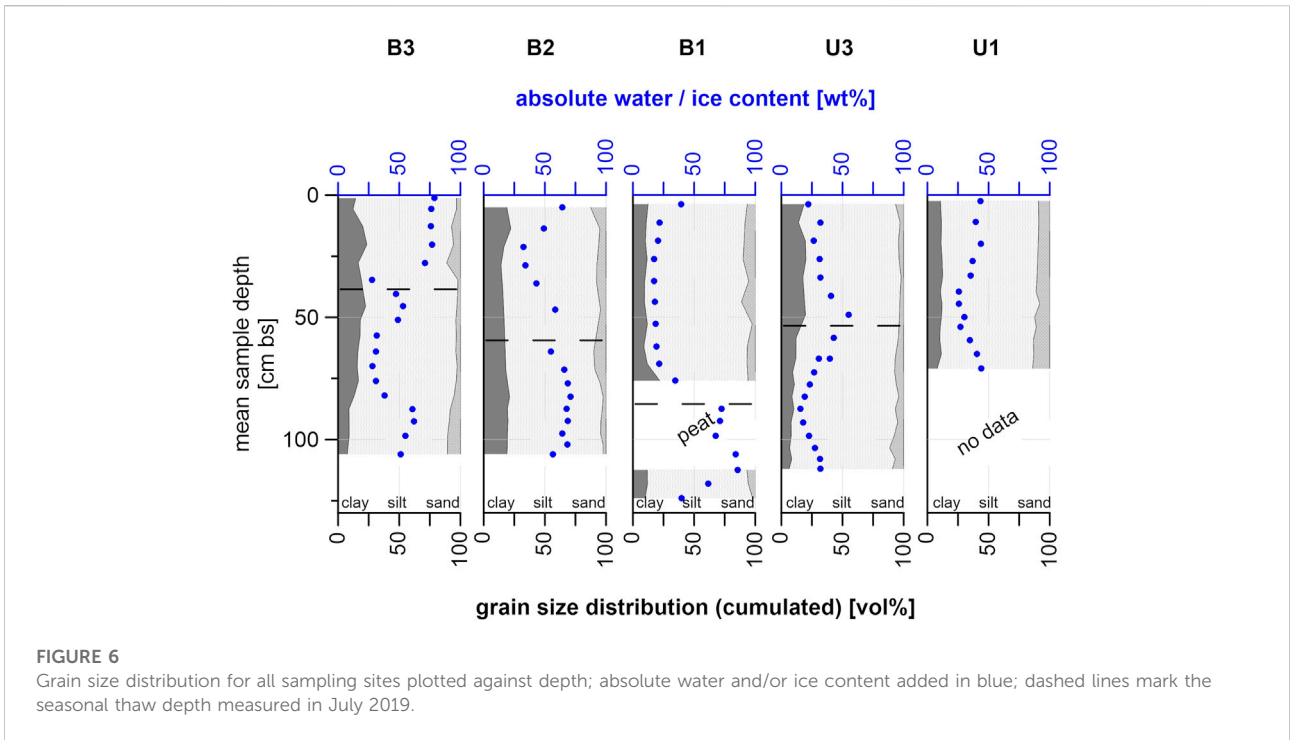 B3 B2 B1 U3 U1
absolute water / ice content [wt%]
0 50 100 0 50 100 0 50 100 0 50 100 0 50 100
0
50
100
mean sample depth
[cm bs]
peat
no data
clay silt sand clay silt sand clay silt sand clay silt sand clay silt sand
0 50 100 0 50 100 0 50 100 0 50 100 0 50 100
grain size distribution (cumulated) [vol%]
FIGURE 6
Grain size distribution for all sampling sites plotted against depth; absolute water and/or ice content added in blue; dashed lines mark the
seasonal thaw depth measured in July 2019.